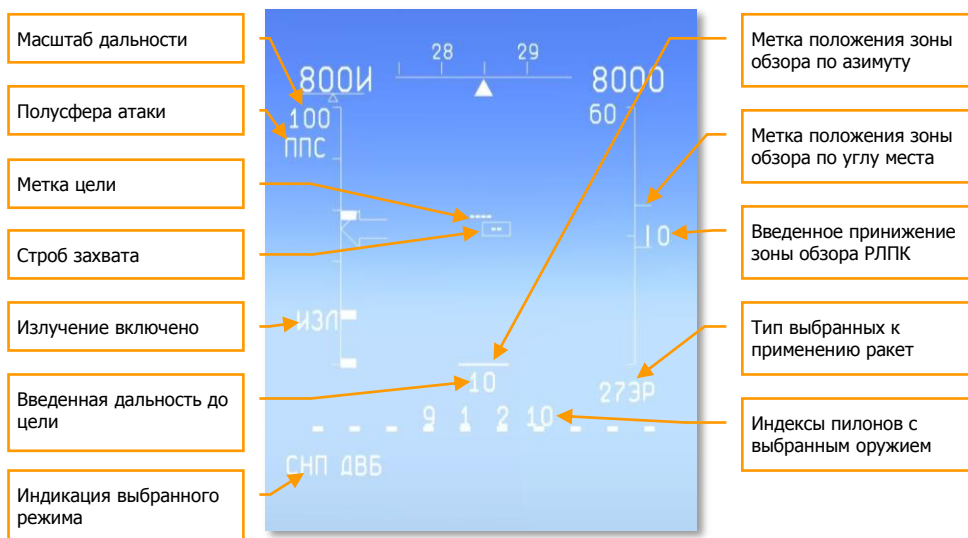 Масштаб дальности
Полусфера атаки
Метка цели
Строб захвата
Излучение включено
Введенная дальность до
цели
Индикация выбранного
режима
28 29
800И 8000
100 60
ППС
10
ИЗЛ
10 27ЭР
9 1 2 10
СНП ДВБ
Метка положения зоны
обзора по азимуту
Метка положения зоны
обзора по углу места
Введенное принижение
зоны обзора РЛПК
Тип выбранных к
применению ракет
Индексы пилонов с
выбранным оружием